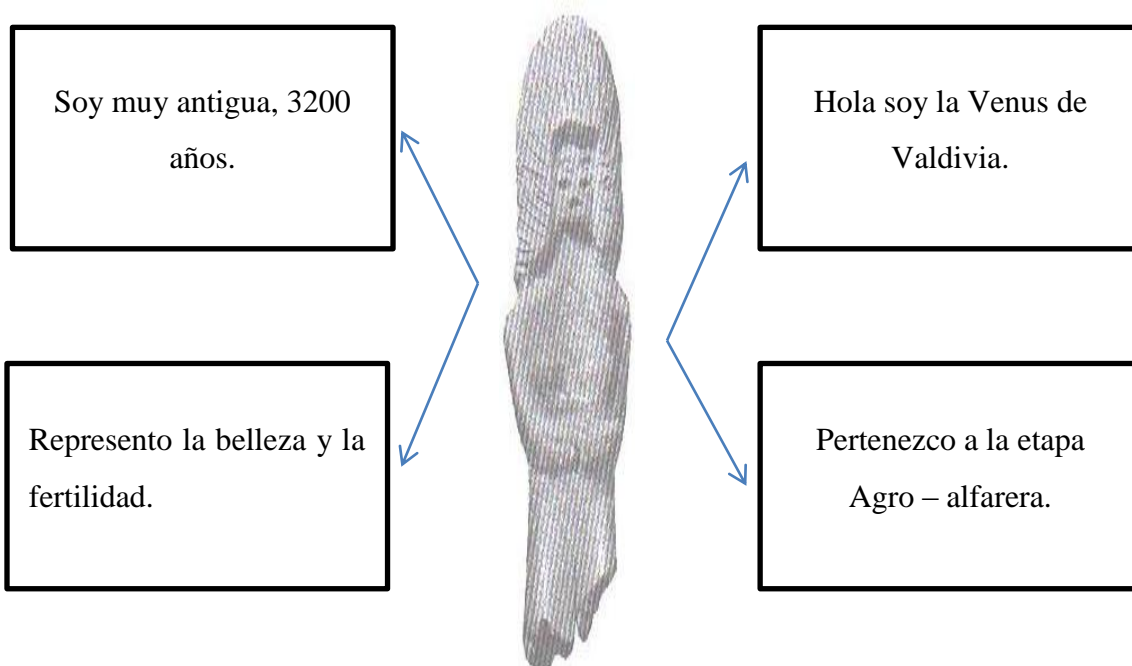 Soy muy antigua, 3200
años.
Hola soy la Venus de
Valdivia.
Represento la belleza y la
fertilidad.
Pertenezco a la etapa
Agro – alfarera.